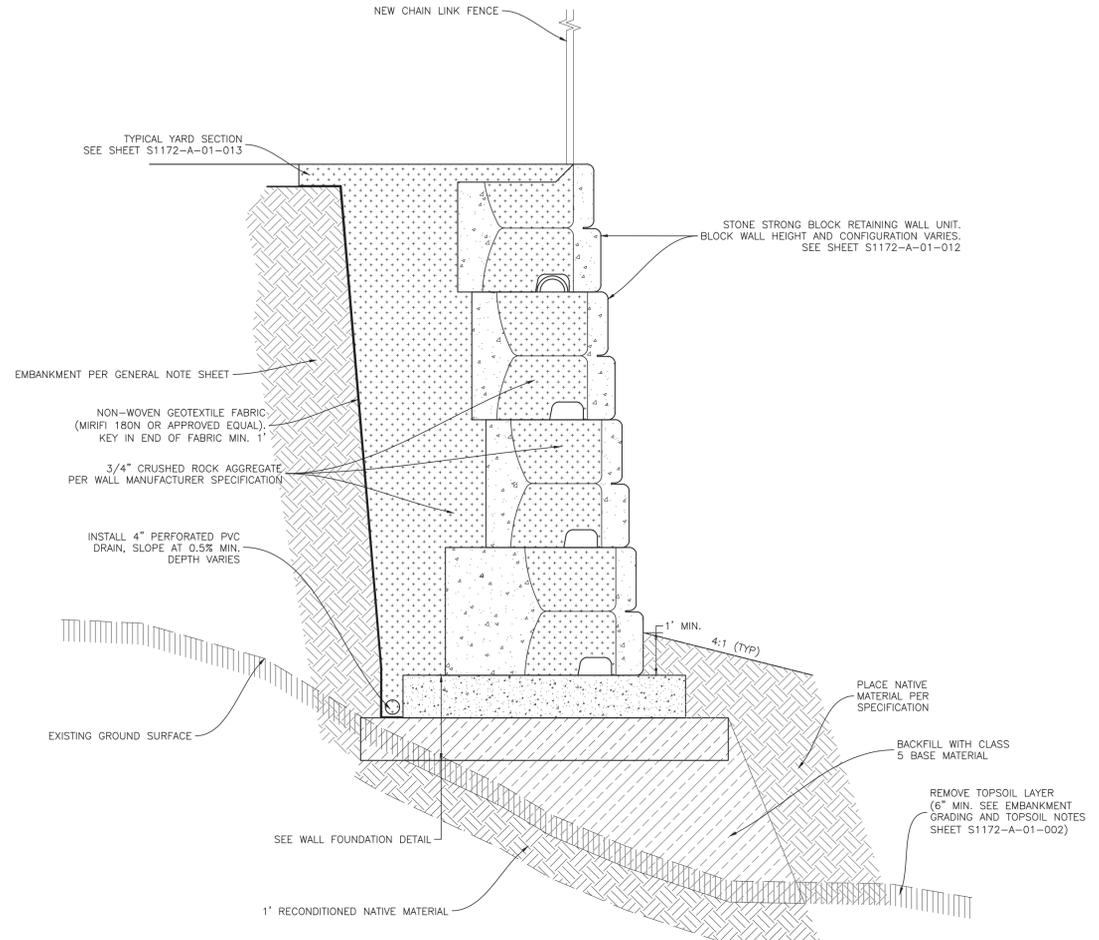 NEW CHAIN LINK FENCE
TYPICAL YARD SECTION
SEE SHEET S1172-A-01-013
STONE STRONG BLOCK RETAINING WALL UNIT.
BLOCK WALL HEIGHT AND CONFIGURATION VARIES.
SEE SHEET S1172-A-01-012
EMBANKMENT PER GENERAL NOTE SHEET
NON-WOVEN GEOTEXTILE FABRIC
(MIRIFI 180N OR APPROVED EQUAL).
KEY IN END OF FABRIC MIN. 1'
3/4" CRUSHED ROCK AGGREGATE
PER WALL MANUFACTURER SPECIFICATION
INSTALL 4" PERFORATED PVC
DRAIN, SLOPE AT 0.5% MIN.
DEPTH VARIES
1' MIN.
4:1 (TYP)
PLACE NATIVE
MATERIAL PER
SPECIFICATION
EXISTING GROUND SURFACE
BACKFILL WITH CLASS
5 BASE MATERIAL
REMOVE TOPSOIL LAYER
(6" MIN. SEE EMBANKMENT
GRADING AND TOPSOIL NOTES
SHEET S1172-A-01-002)
SEE WALL FOUNDATION DETAIL
1' RECONDITIONED NATIVE MATERIAL